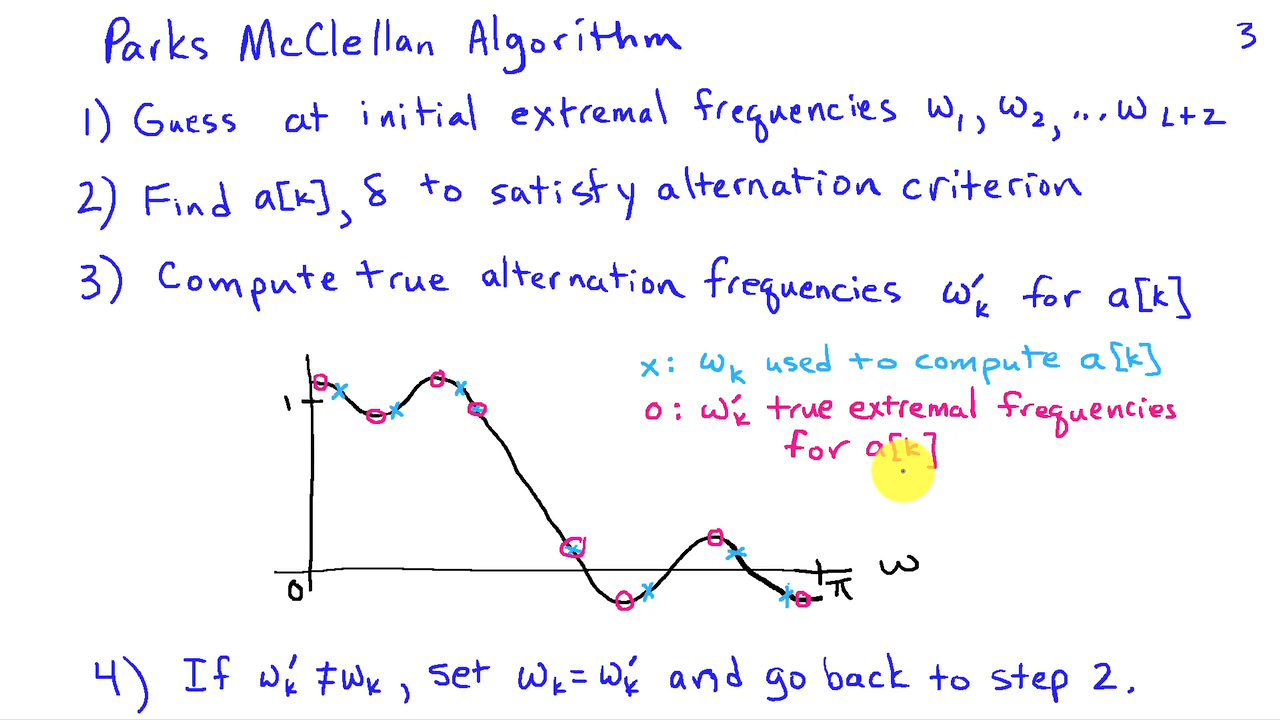 Parks McClellan Algorithm
3
1) Guess at initial extremal frequencies ω₁, ω₂, ... ω L+2
2) Find a[k], δ to satisfy alternation criterion
3) Compute true alternation frequencies ω'ₖ for a[k]
x: ωₖ used to compute a[k]
o: ω'ₖ true extremal frequencies
for a[k]
1
ω
0
π
4) If ω'ₖ ≠ ωₖ, set ωₖ = ω'ₖ and go back to step 2.